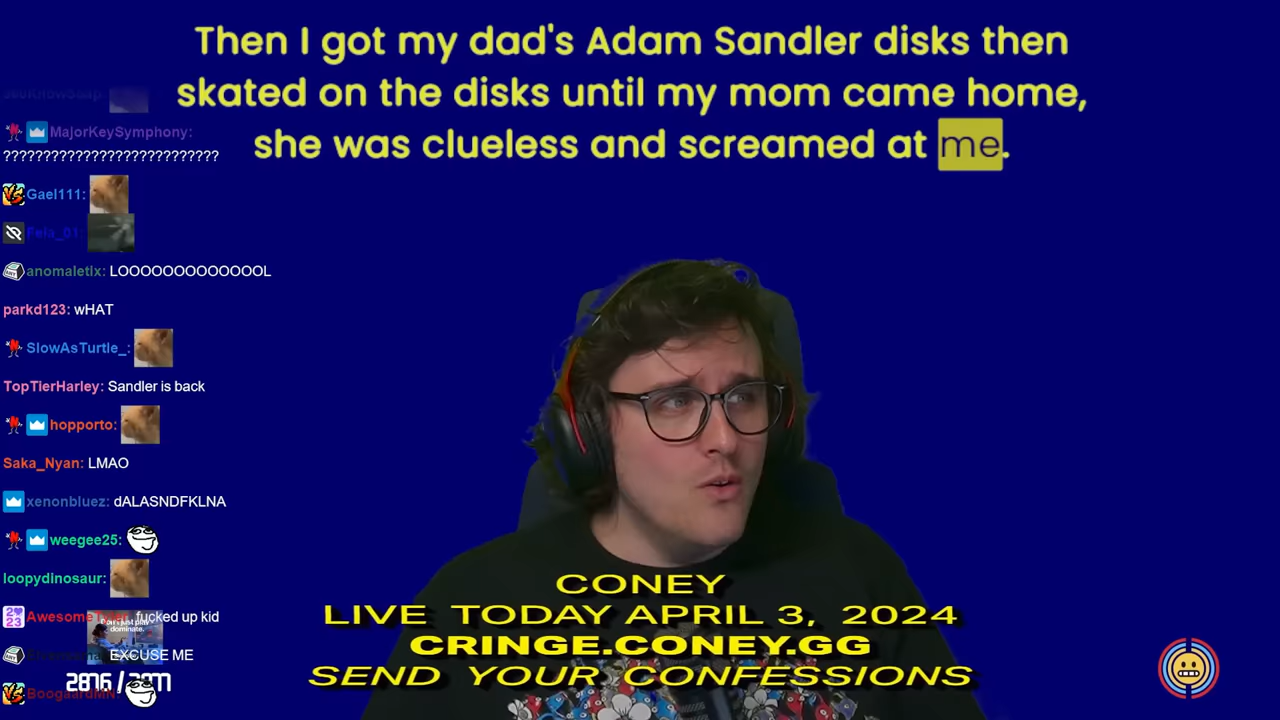 Then I got my dad's Adam Sandler disks then
skated on the disks until my mom came home,
she was clueless and screamed at me.
MajorKeySymphony:
???????????????????????????
Gael111:
Fela_01:
anomaletlx: LOOOOOOOOOOOOOL
parkd123: wHAT
SlowAsTurtle_:
TopTierHarley: Sandler is back
hopporto:
Saka_Nyan: LMAO
xenonbluez: dALASNDFKLNA
weegee25:
loopydinosaur:
fucked up kid
dominate.
EXCUSE ME
CONEY
LIVE TODAY APRIL 3, 2024
CRINGE.CONEY.GG
SEND YOUR CONFESSIONS